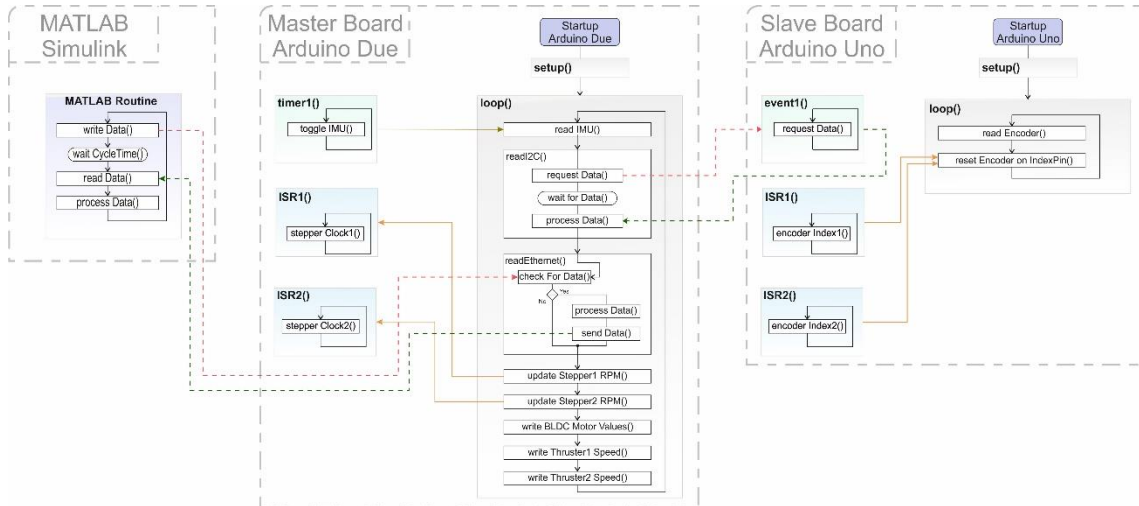 MATLAB
Simulink
MATLAB Routine
write Data()
wait CycleTime()
read Data()
process Data()
Master Board
Arduino Due
Startup
Arduino Due
setup()
timer1()
toggle IMU()
ISR1()
stepper Clock1()
ISR2()
stepper Clock2()
loop()
read IMU()
readI2C()
request Data()
wait for Data()
process Data()
readEthernet()
check For Data()
Yes
No
process Data()
send Data()
update Stepper1 RPM()
update Stepper2 RPM()
write BLDC Motor Values()
write Thruster1 Speed()
write Thruster2 Speed()
Slave Board
Arduino Uno
Startup
Arduino Uno
setup()
event1()
request Data()
ISR1()
encoder Index1()
ISR2()
encoder Index2()
loop()
read Encoder()
reset Encoder on IndexPin()